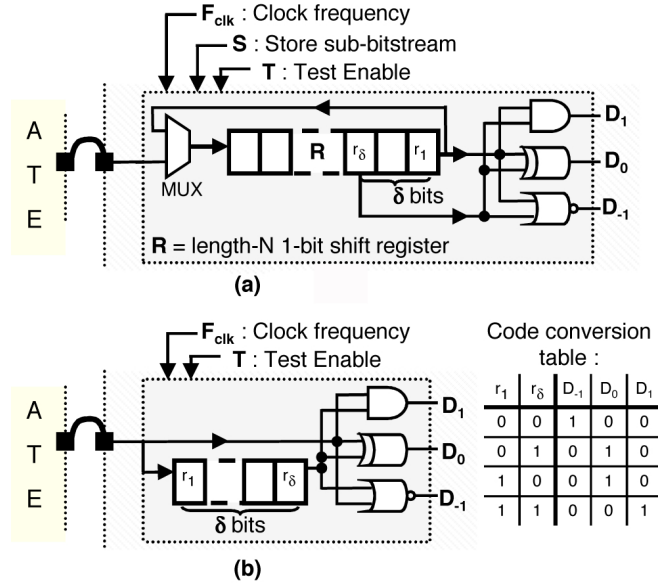 F_clk : Clock frequency
S : Store sub-bitstream
T : Test Enable
A
T
E
MUX
R
r_δ
r_1
δ bits
D_1
D_0
D_-1
R = length-N 1-bit shift register
(a)
F_clk : Clock frequency
T : Test Enable
A
T
E
r_1
r_δ
δ bits
D_1
D_0
D_-1
(b)
Code conversion
table :
r_1 r_δ D_-1 D_0 D_1
0 0 1 0 0
0 1 0 1 0
1 0 0 1 0
1 1 0 0 1